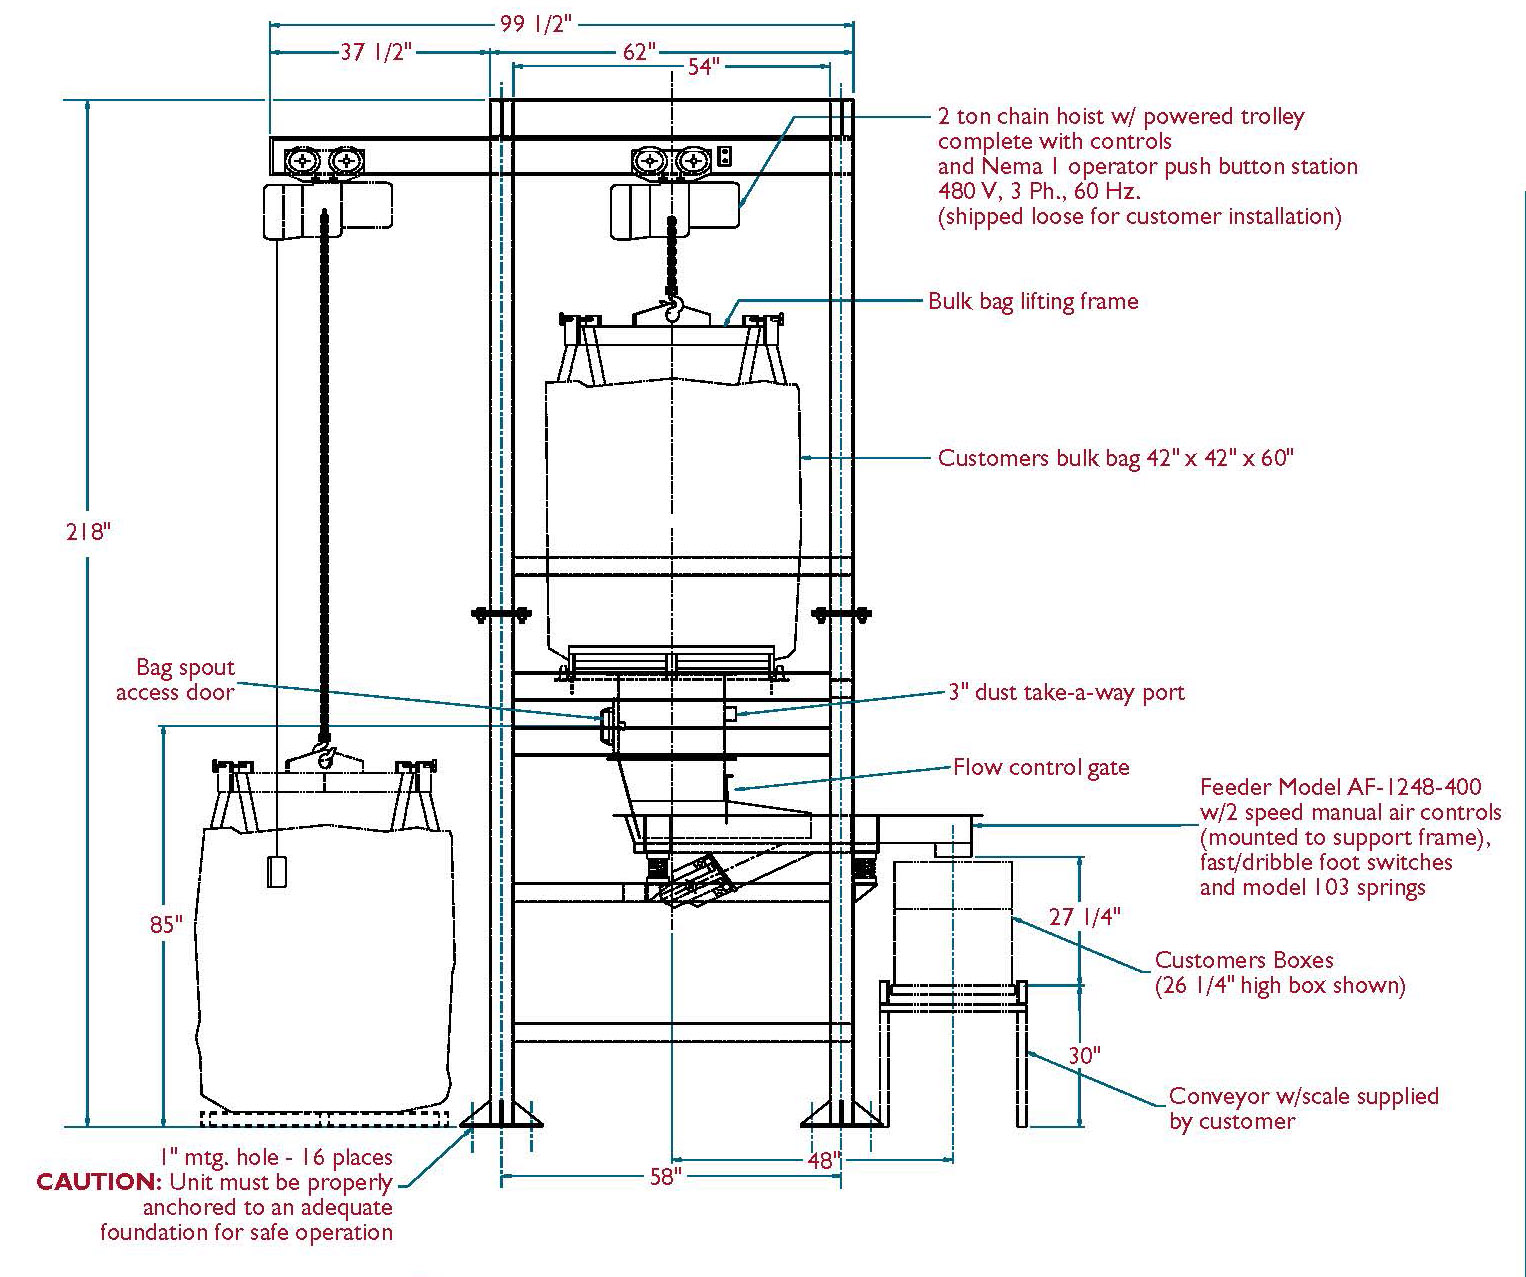 99 1/2"
37 1/2"
62"
54"
2 ton chain hoist w/ powered trolley
complete with controls
and Nema 1 operator push button station
480 V, 3 Ph., 60 Hz.
(shipped loose for customer installation)
Bulk bag lifting frame
Customers bulk bag 42" x 42" x 60"
218"
Bag spout
access door
3" dust take-a-way port
Flow control gate
Feeder Model AF-1248-400
w/2 speed manual air controls
(mounted to support frame),
fast/dribble foot switches
and model 103 springs
85"
27 1/4"
Customers Boxes
(26 1/4" high box shown)
30"
Conveyor w/scale supplied
by customer
1" mtg. hole - 16 places
CAUTION: Unit must be properly
anchored to an adequate
foundation for safe operation
48"
58"